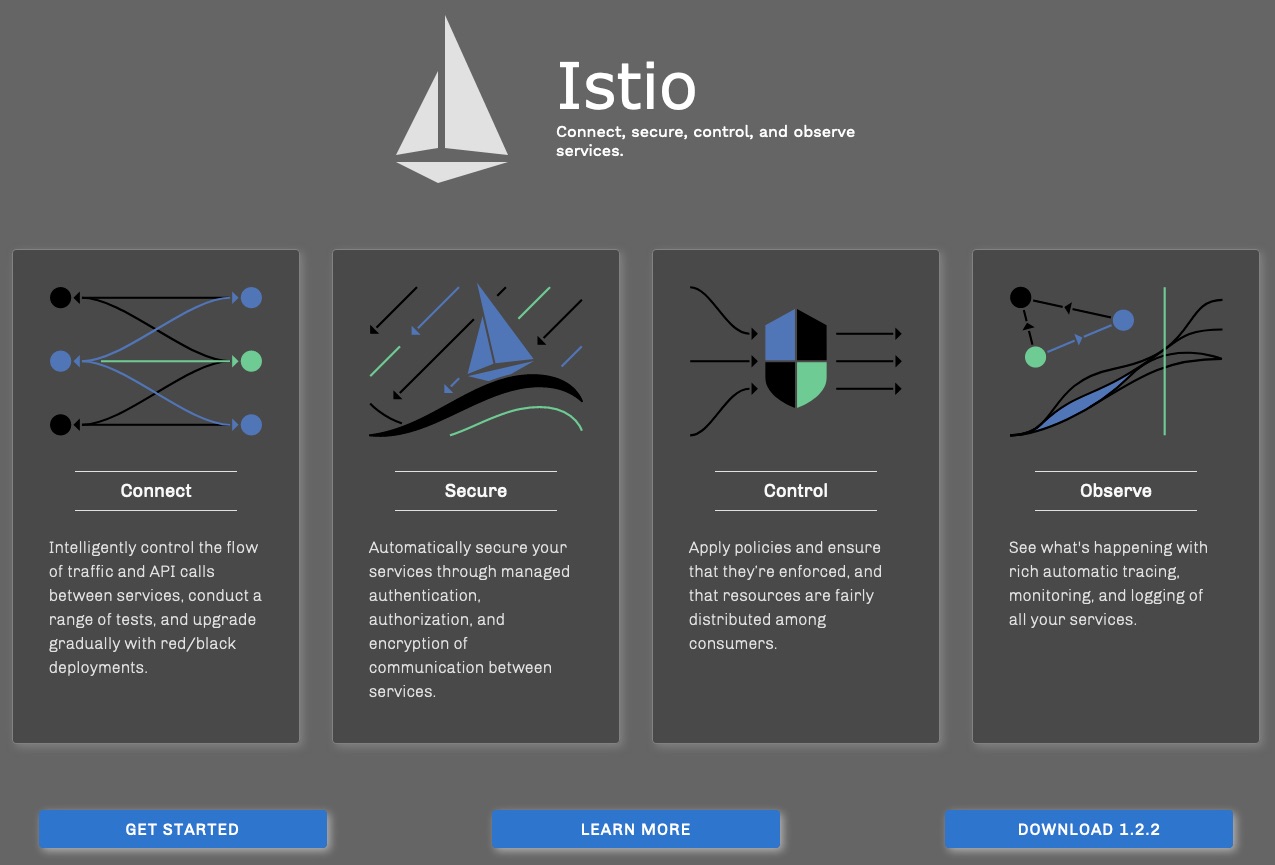 Istio
Connect, secure, control, and observe
services.
Connect
Intelligently control the flow
of traffic and API calls
between services, conduct a
range of tests, and upgrade
gradually with red/black
deployments.
Secure
Automatically secure your
services through managed
authentication,
authorization, and
encryption of
communication between
services.
Control
Apply policies and ensure
that they're enforced, and
that resources are fairly
distributed among
consumers.
Observe
See what's happening with
rich automatic tracing,
monitoring, and logging of
all your services.
GET STARTED
LEARN MORE
DOWNLOAD 1.2.2